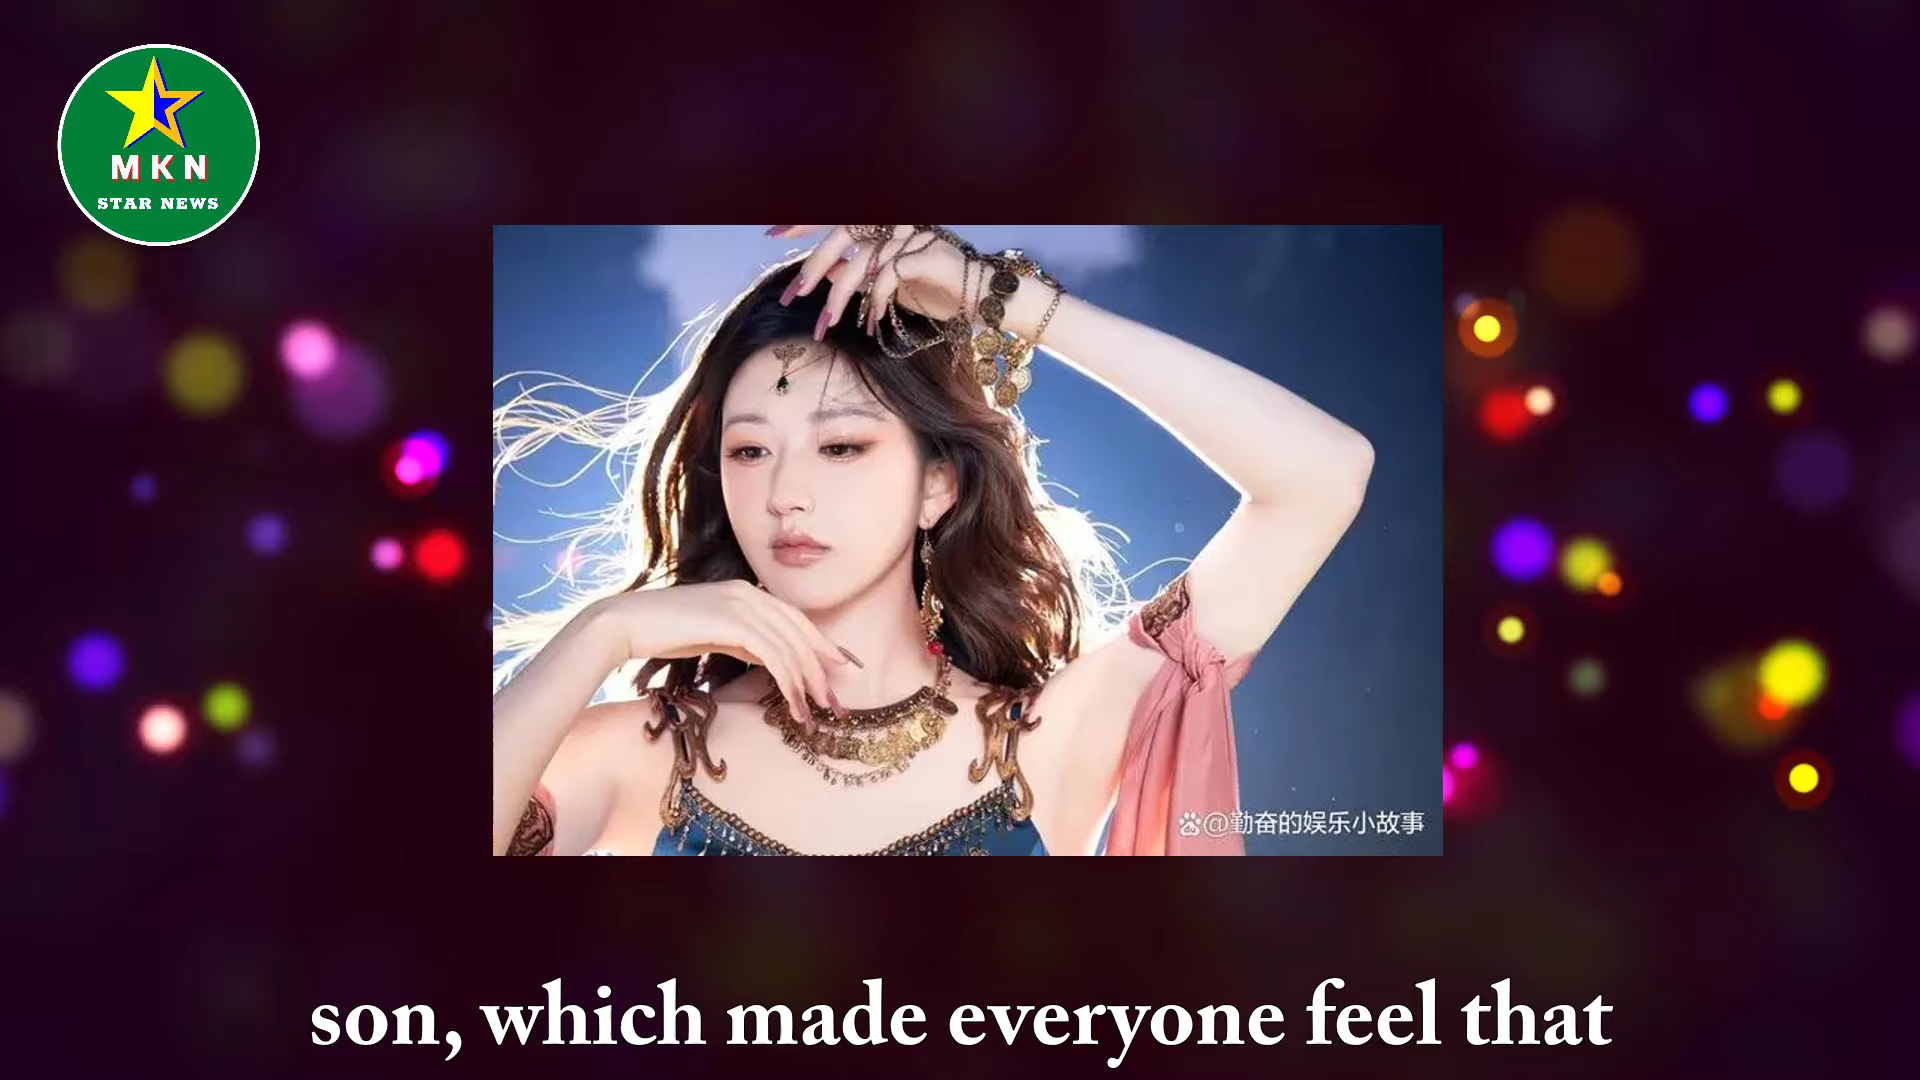 MKN
STAR NEWS
@勤奋的娱乐小故事
son, which made everyone feel that